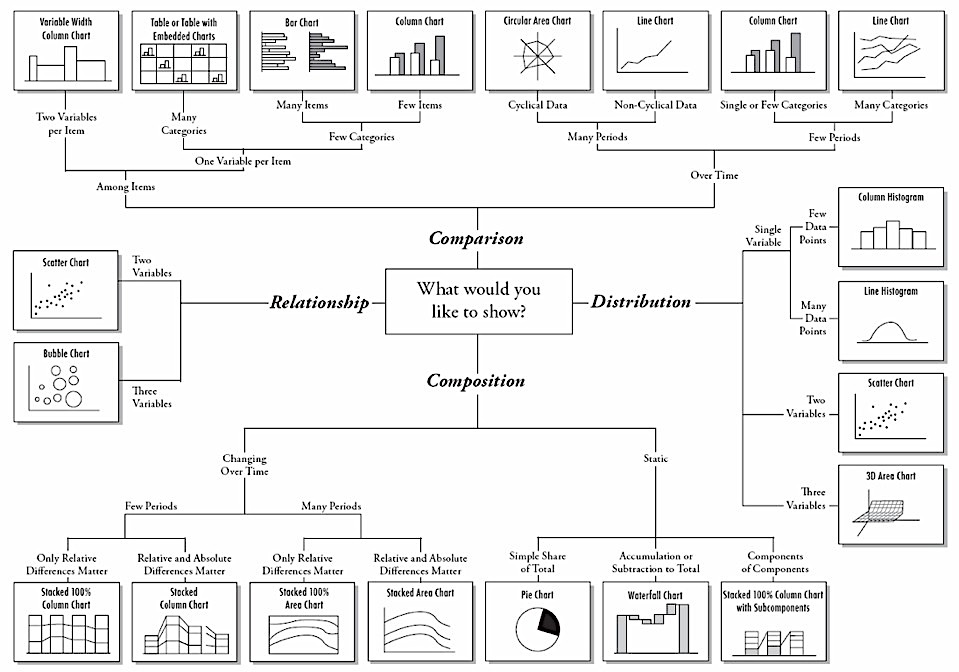 Variable Width
Column Chart
Table or Table with
Embedded Charts
Bar Chart
Column Chart
Circular Area Chart
Line Chart
Column Chart
Line Chart
Two Variables
per Item
Many
Categories
Many Items
Few Items
Cyclical Data
Non-Cyclical Data
Single or Few Categories
Many Categories
Few Categories
Many Periods
Few Periods
One Variable per Item
Among Items
Over Time
Comparison
What would you
like to show?
Relationship
Two
Variables
Scatter Chart
Bubble Chart
Three
Variables
Distribution
Single
Variable
Few
Data
Points
Column Histogram
Many
Data
Points
Line Histogram
Two
Variables
Scatter Chart
Three
Variables
3D Area Chart
Composition
Changing
Over Time
Static
Few Periods
Many Periods
Only Relative
Differences Matter
Relative and Absolute
Differences Matter
Only Relative
Differences Matter
Relative and Absolute
Differences Matter
Simple Share
of Total
Accumulation or
Subtraction to Total
Components
of Components
Stacked 100%
Column Chart
Stacked
Column Chart
Stacked 100%
Area Chart
Stacked Area Chart
Pie Chart
Waterfall Chart
Stacked 100% Column Chart
with Subcomponents